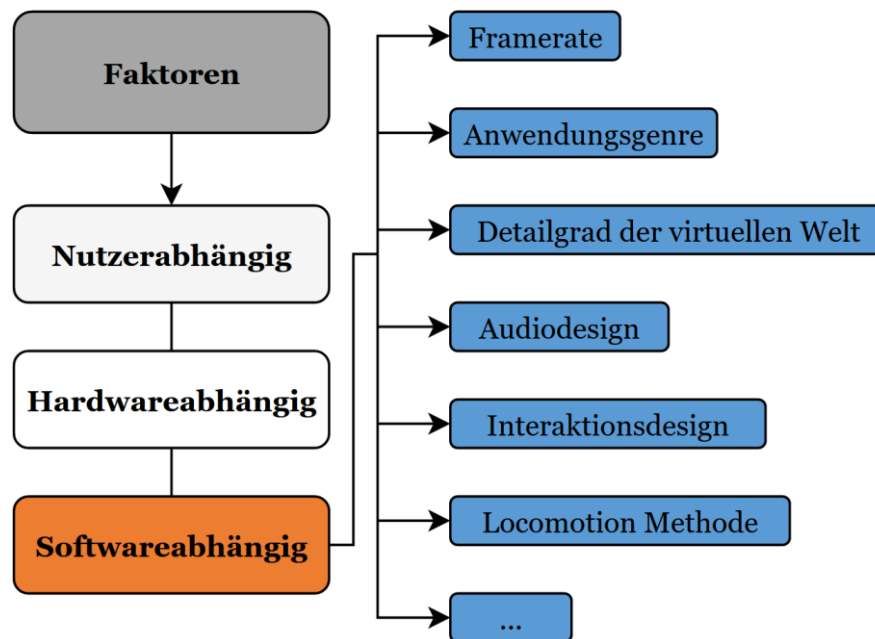 Faktoren
Nutzerabhängig
Hardwareabhängig
Softwareabhängig
Framerate
Anwendungsgenre
Detailgrad der virtuellen Welt
Audiodesign
Interaktionsdesign
Locomotion Methode
...